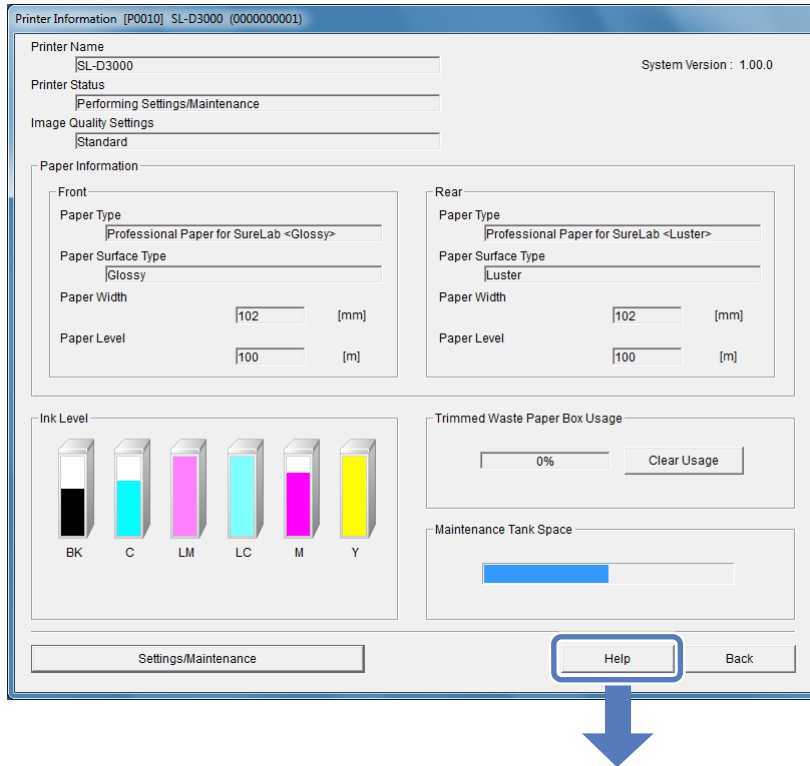 Printer Information [P0010] SL-D3000 (0000000001)
Printer Name
SL-D3000
System Version : 1.00.0
Printer Status
Performing Settings/Maintenance
Image Quality Settings
Standard
Paper Information
Front
Paper Type
Professional Paper for SureLab <Glossy>
Paper Surface Type
Glossy
Paper Width
102 [mm]
Paper Level
100 [m]
Rear
Paper Type
Professional Paper for SureLab <Luster>
Paper Surface Type
Luster
Paper Width
102 [mm]
Paper Level
100 [m]
Ink Level
BK C LM LC M Y
Trimmed Waste Paper Box Usage
0% Clear Usage
Maintenance Tank Space
Settings/Maintenance Help Back